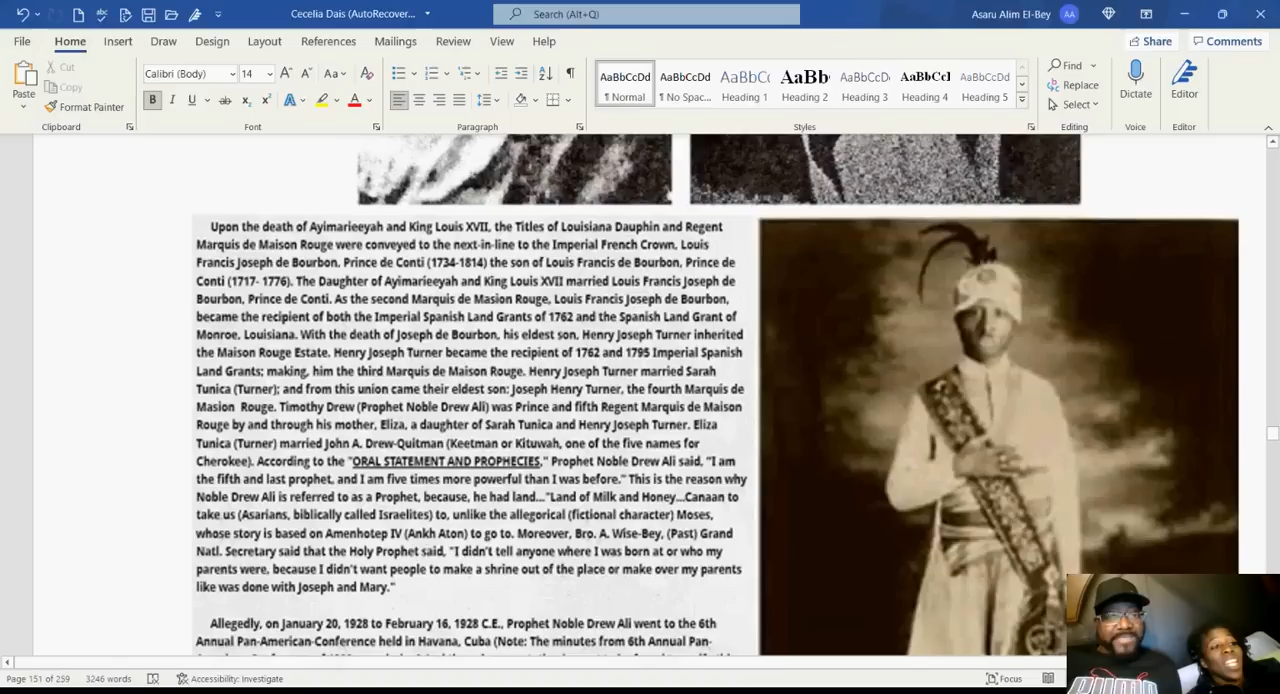 Cecelia Dais (AutoRecover...
Search (Alt+Q)
Asaru Alim El-Bey
AA
File
Home
Insert
Draw
Design
Layout
References
Mailings
Review
View
Help
Share
Comments
Paste
Cut
Copy
Format Painter
Clipboard
Calibri (Body)
14
Font
Paragraph
AaBbCcDd
¶ Normal
AaBbCcDd
¶ No Spac...
AaBbCc
Heading 1
AaBb
Heading 2
AaBbCcDd
Heading 3
AaBbCcI
Heading 4
AaBbCcDd
Heading 5
Styles
Find
Replace
Select
Editing
Dictate
Voice
Editor
Editor
Upon the death of Ayimarieeyah and King Louis XVII, the Titles of Louisiana Dauphin and Regent
Marquis de Maison Rouge were conveyed to the next-in-line to the Imperial French Crown, Louis
Francis Joseph de Bourbon, Prince de Conti (1734-1814) the son of Louis Francis de Bourbon, Prince de
Conti (1717- 1776). The Daughter of Ayimarieeyah and King Louis XVII married Louis Francis Joseph de
Bourbon, Prince de Conti. As the second Marquis de Masion Rouge, Louis Francis Joseph de Bourbon,
became the recipient of both the Imperial Spanish Land Grants of 1762 and the Spanish Land Grant of
Monroe, Louisiana. With the death of Joseph de Bourbon, his eldest son, Henry Joseph Turner inherited
the Maison Rouge Estate. Henry Joseph Turner became the recipient of 1762 and 1795 Imperial Spanish
Land Grants; making, him the third Marquis de Maison Rouge. Henry Joseph Turner married Sarah
Tunica (Turner); and from this union came their eldest son: Joseph Henry Turner, the fourth Marquis de
Masion Rouge. Timothy Drew (Prophet Noble Drew Ali) was Prince and fifth Regent Marquis de Maison
Rouge by and through his mother, Eliza, a daughter of Sarah Tunica and Henry Joseph Turner. Eliza
Tunica (Turner) married John A. Drew-Quitman (Keetman or Kituwah, one of the five names for
Cherokee). According to the "ORAL STATEMENT AND PROPHECIES," Prophet Noble Drew Ali said, "I am
the fifth and last prophet, and I am five times more powerful than I was before." This is the reason why
Noble Drew Ali is referred to as a Prophet, because, he had land..."Land of Milk and Honey...Canaan to
take us (Asarians, biblically called Israelites) to, unlike the allegorical (fictional character) Moses,
whose story is based on Amenhotep IV (Ankh Aton) to go to. Moreover, Bro. A. Wise-Bey, (Past) Grand
Natl. Secretary said that the Holy Prophet said, "I didn't tell anyone where I was born at or who my
parents were, because I didn't want people to make a shrine out of the place or make over my parents
like was done with Joseph and Mary."
Allegedly, on January 20, 1928 to February 16, 1928 C.E., Prophet Noble Drew Ali went to the 6th
Annual Pan-American-Conference held in Havana, Cuba (Note: The minutes from 6th Annual Pan-
Page 151 of 259
3246 words
Accessibility: Investigate
Focus